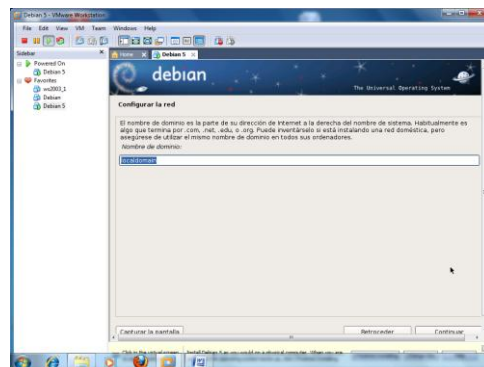 Debian 5 - VMware Workstation
File Edit View VM Team Windows Help
Sidebar
Powered On
Debian 5
Favorites
ws2003_1
Debian
Debian 5
Home
Debian 5
debian
The Universal Operating System
Configurar la red
El nombre de dominio es la parte de su dirección de Internet a la derecha del nombre de sistema. Habitualmente es
algo que termina por .com, .net, .edu, o .org. Puede inventárselo si está instalando una red doméstica, pero
asegúrese de utilizar el mismo nombre de dominio en todos sus ordenadores.
Nombre de dominio:
localdomain
Capturar la pantalla
Retroceder
Continuar